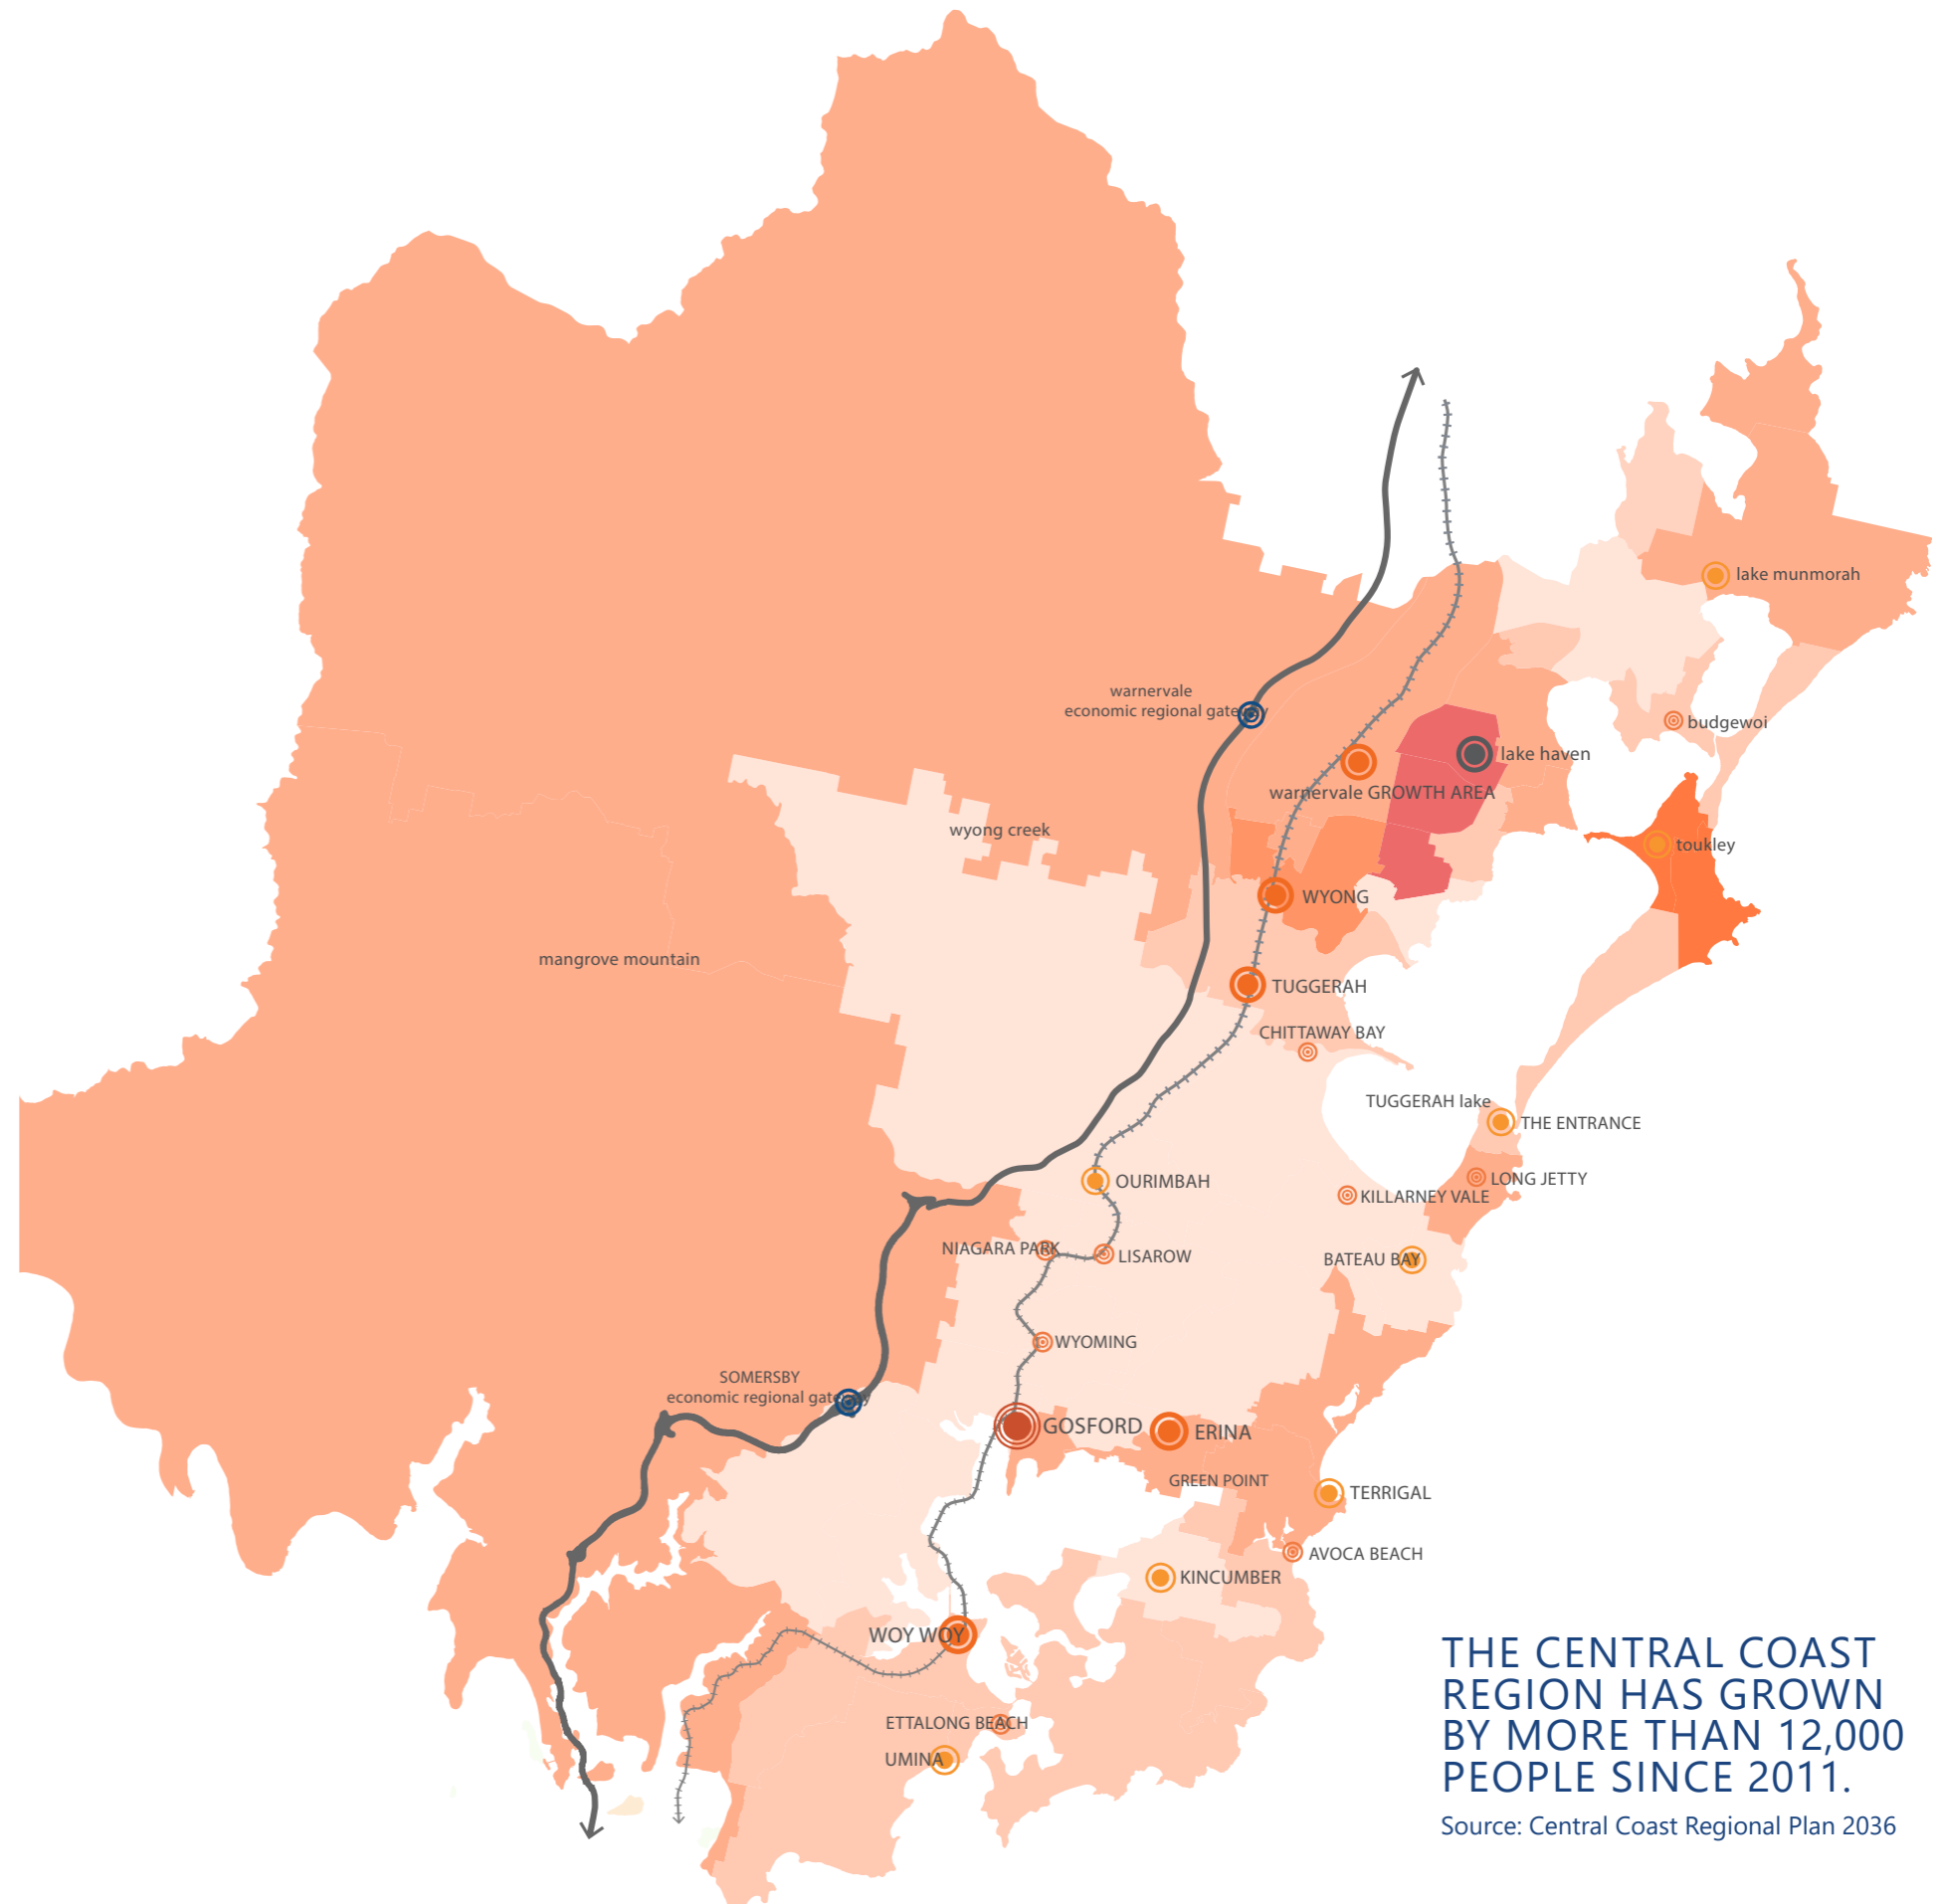 lake munmorah
warnervale
economic regional gateway
budgewoi
lake haven
warnervale GROWTH AREA
wyong creek
toukley
WYONG
mangrove mountain
TUGGERAH
CHITTAWAY BAY
TUGGERAH lake
THE ENTRANCE
OURIMBAH
LONG JETTY
KILLARNEY VALE
NIAGARA PARK
LISAROW
BATEAU BAY
WYOMING
SOMERSBY
economic regional gateway
GOSFORD
ERINA
GREEN POINT
TERRIGAL
AVOCA BEACH
KINCUMBER
WOY WOY
ETTALONG BEACH
UMINA
THE CENTRAL COAST
REGION HAS GROWN
BY MORE THAN 12,000
PEOPLE SINCE 2011.
Source: Central Coast Regional Plan 2036